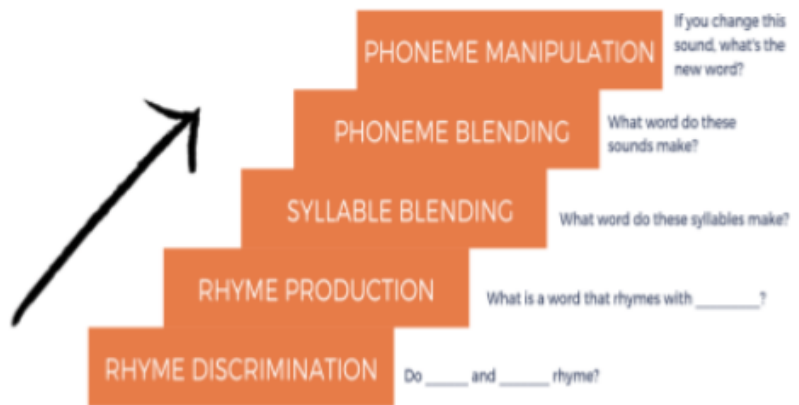 PHONEME MANIPULATION
If you change this
sound, what's the
new word?
PHONEME BLENDING
What word do these
sounds make?
SYLLABLE BLENDING
What word do these syllables make?
RHYME PRODUCTION
What is a word that rhymes with ________?
RHYME DISCRIMINATION
Do _____ and ______ rhyme?